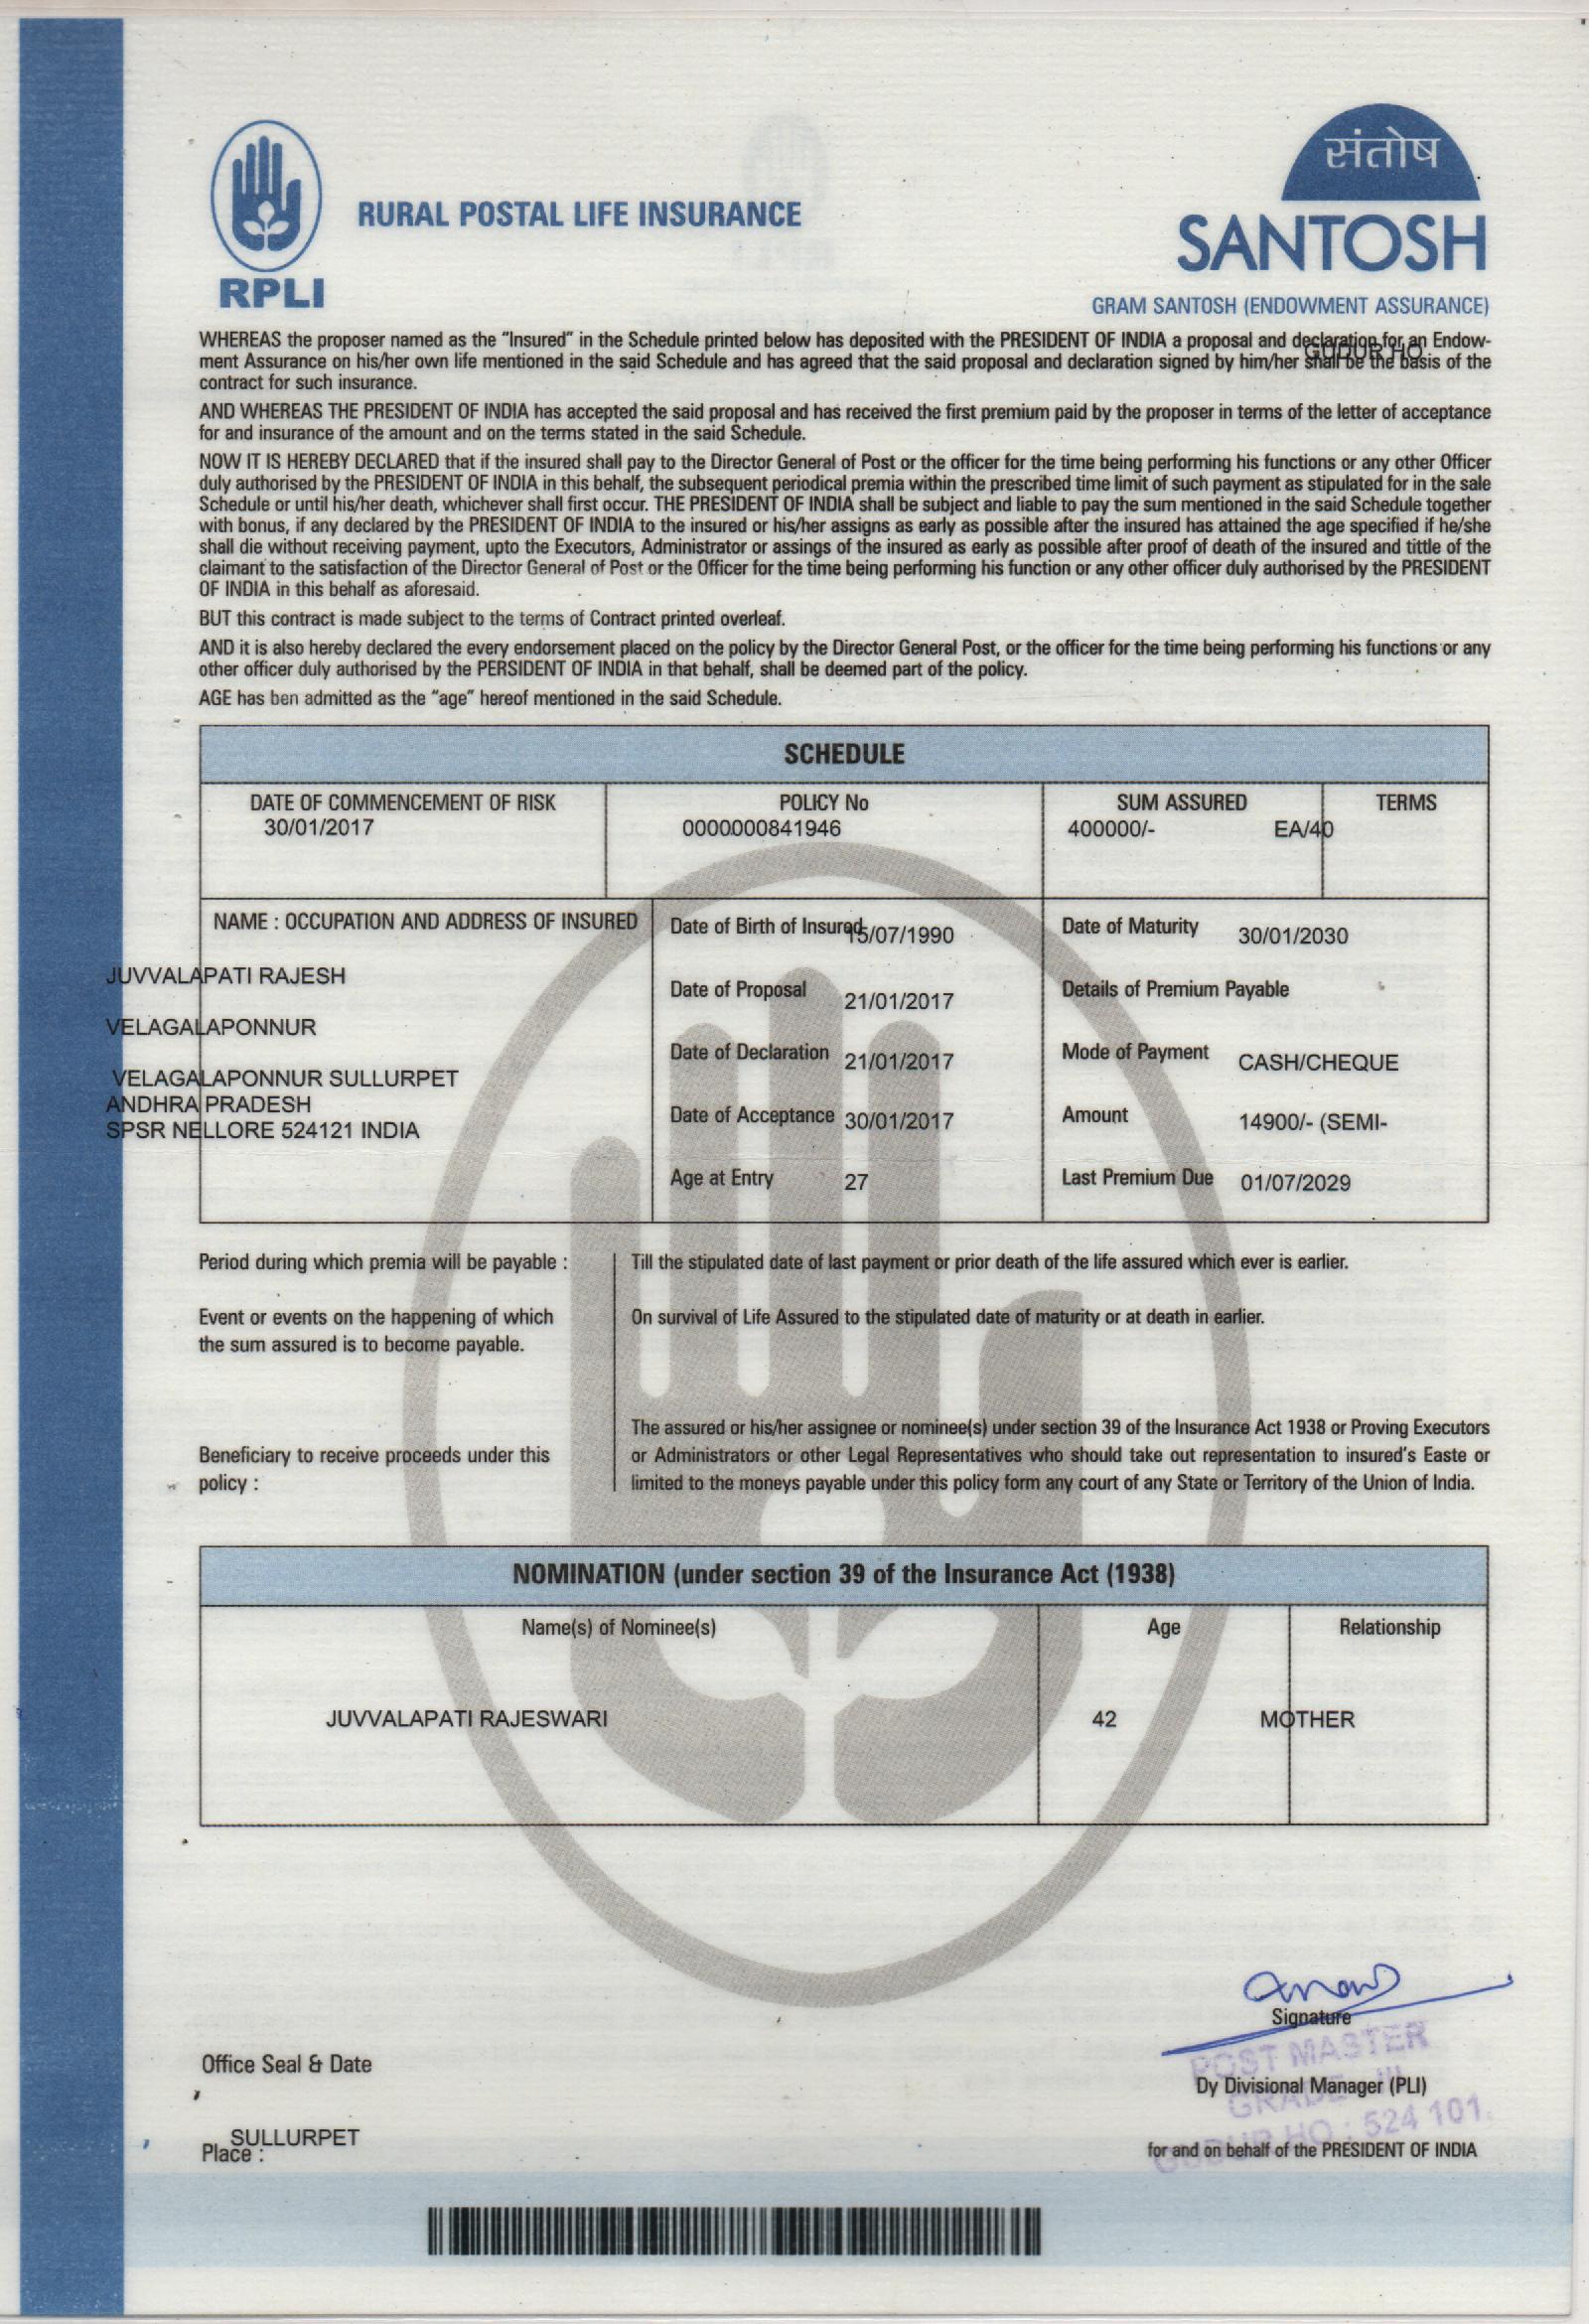 संतोष
RURAL POSTAL LIFE INSURANCE
SANTOSH
RPLI
GRAM SANTOSH (ENDOWMENT ASSURANCE)
GUDUR HO
WHEREAS the proposer named as the "Insured" in the Schedule printed below has deposited with the PRESIDENT OF INDIA a proposal and declaration for an Endow-
ment Assurance on his/her own life mentioned in the said Schedule and has agreed that the said proposal and declaration signed by him/her shall be the basis of the
contract for such insurance.
AND WHEREAS THE PRESIDENT OF INDIA has accepted the said proposal and has received the first premium paid by the proposer in terms of the letter of acceptance
for and insurance of the amount and on the terms stated in the said Schedule.
NOW IT IS HEREBY DECLARED that if the insured shall pay to the Director General of Post or the officer for the time being performing his functions or any other Officer
duly authorised by the PRESIDENT OF INDIA in this behalf, the subsequent periodical premia within the prescribed time limit of such payment as stipulated for in the sale
Schedule or until his/her death, whichever shall first occur. THE PRESIDENT OF INDIA shall be subject and liable to pay the sum mentioned in the said Schedule together
with bonus, if any declared by the PRESIDENT OF INDIA to the insured or his/her assigns as early as possible after the insured has attained the age specified if he/she
shall die without receiving payment, upto the Executors, Administrator or assings of the insured as early as possible after proof of death of the insured and tittle of the
claimant to the satisfaction of the Director General of Post or the Officer for the time being performing his function or any other officer duly authorised by the PRESIDENT
OF INDIA in this behalf as aforesaid.
BUT this contract is made subject to the terms of Contract printed overleaf.
AND it is also hereby declared the every endorsement placed on the policy by the Director General Post, or the officer for the time being performing his functions or any
other officer duly authorised by the PERSIDENT OF INDIA in that behalf, shall be deemed part of the policy.
AGE has ben admitted as the "age" hereof mentioned in the said Schedule.
SCHEDULE
DATE OF COMMENCEMENT OF RISK POLICY No SUM ASSURED TERMS
30/01/2017 0000000841946 400000/- EA/40
NAME : OCCUPATION AND ADDRESS OF INSURED
JUVVALAPATI RAJESH
VELAGALAPONNUR
VELAGALAPONNUR SULLURPET
ANDHRA PRADESH
SPSR NELLORE 524121 INDIA
Date of Birth of Insured 15/07/1990
Date of Proposal 21/01/2017
Date of Declaration 21/01/2017
Date of Acceptance 30/01/2017
Age at Entry 27
Date of Maturity 30/01/2030
Details of Premium Payable
Mode of Payment CASH/CHEQUE
Amount 14900/- (SEMI-
Last Premium Due 01/07/2029
Period during which premia will be payable : Till the stipulated date of last payment or prior death of the life assured which ever is earlier.
Event or events on the happening of which On survival of Life Assured to the stipulated date of maturity or at death in earlier.
the sum assured is to become payable.
Beneficiary to receive proceeds under this
policy :
The assured or his/her assignee or nominee(s) under section 39 of the Insurance Act 1938 or Proving Executors
or Administrators or other Legal Representatives who should take out representation to insured's Easte or
limited to the moneys payable under this policy form any court of any State or Territory of the Union of India.
NOMINATION (under section 39 of the Insurance Act (1938)
Name(s) of Nominee(s) Age Relationship
JUVVALAPATI RAJESWARI 42 MOTHER
Signature
POST MASTER
Office Seal & Date
Dy Divisional Manager (PLI)
GRADE - III
GUDUR HO : 524 101.
SULLURPET
Place :
for and on behalf of the PRESIDENT OF INDIA